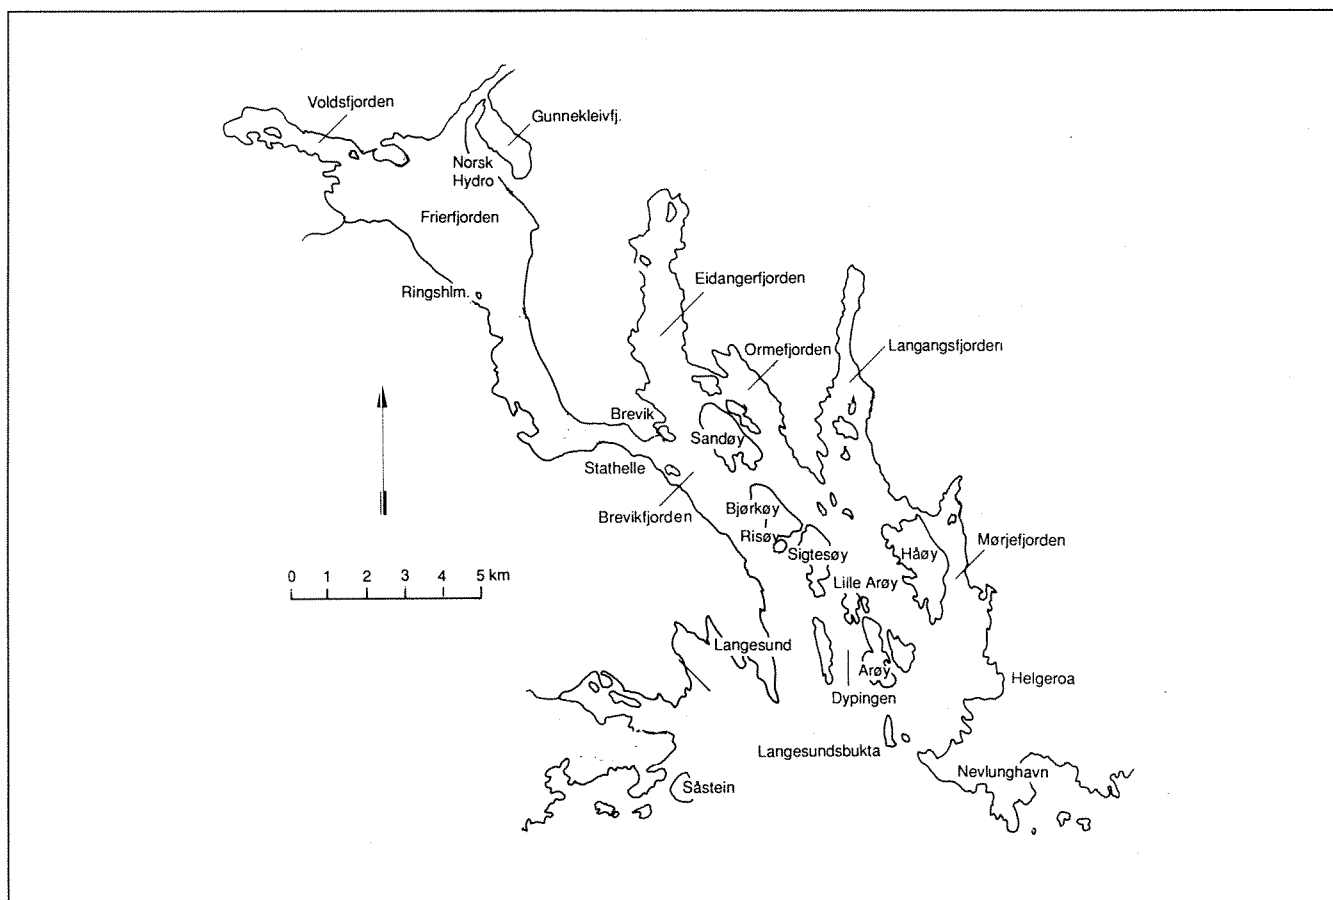 Voldsfjorden
Gunnekleivfj.
Norsk
Hydro
Frierfjorden
Eidangerfjorden
Ringshlm.
Ormefjorden
Langangsfjorden
Brevik
Sandøy
Stathelle
Bjørkøy
Brevikfjorden
Risøy
Mørjefjorden
Sigtesøy
Håøy
0 1 2 3 4 5 km
Lille Arøy
Langesund
Arøy
Helgeroa
Dypingen
Langesundsbukta
Nevlunghavn
Såstein